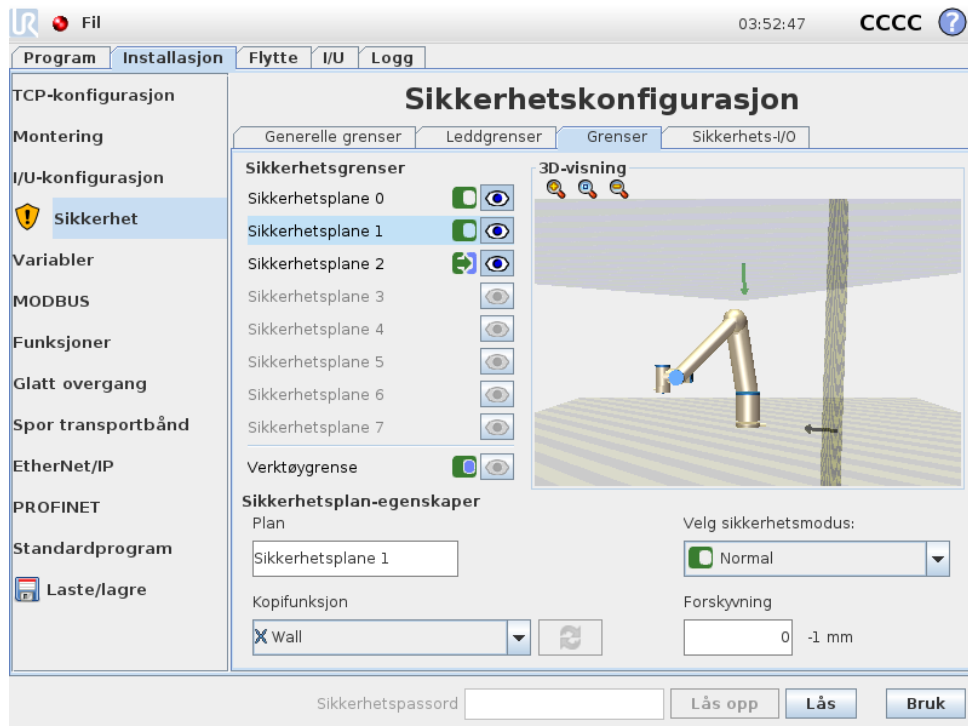 UR Fil 03:52:47 CCCC ?
Program Installasjon Flytte I/U Logg
TCP-konfigurasjon
Montering
I/U-konfigurasjon
Sikkerhet
Variabler
MODBUS
Funksjoner
Glatt overgang
Spor transportbånd
EtherNet/IP
PROFINET
Standardprogram
Laste/lagre
Sikkerhetskonfigurasjon
Generelle grenser Leddgrenser Grenser Sikkerhets-I/O
Sikkerhetsgrenser
Sikkerhetsplane 0
Sikkerhetsplane 1
Sikkerhetsplane 2
Sikkerhetsplane 3
Sikkerhetsplane 4
Sikkerhetsplane 5
Sikkerhetsplane 6
Sikkerhetsplane 7
Verktøygrense
3D-visning
Sikkerhetsplan-egenskaper
Plan
Sikkerhetsplane 1
Velg sikkerhetsmodus:
Normal
Kopifunksjon
Wall
Forskyvning
0 -1 mm
Sikkerhetspassord Lås opp Lås Bruk